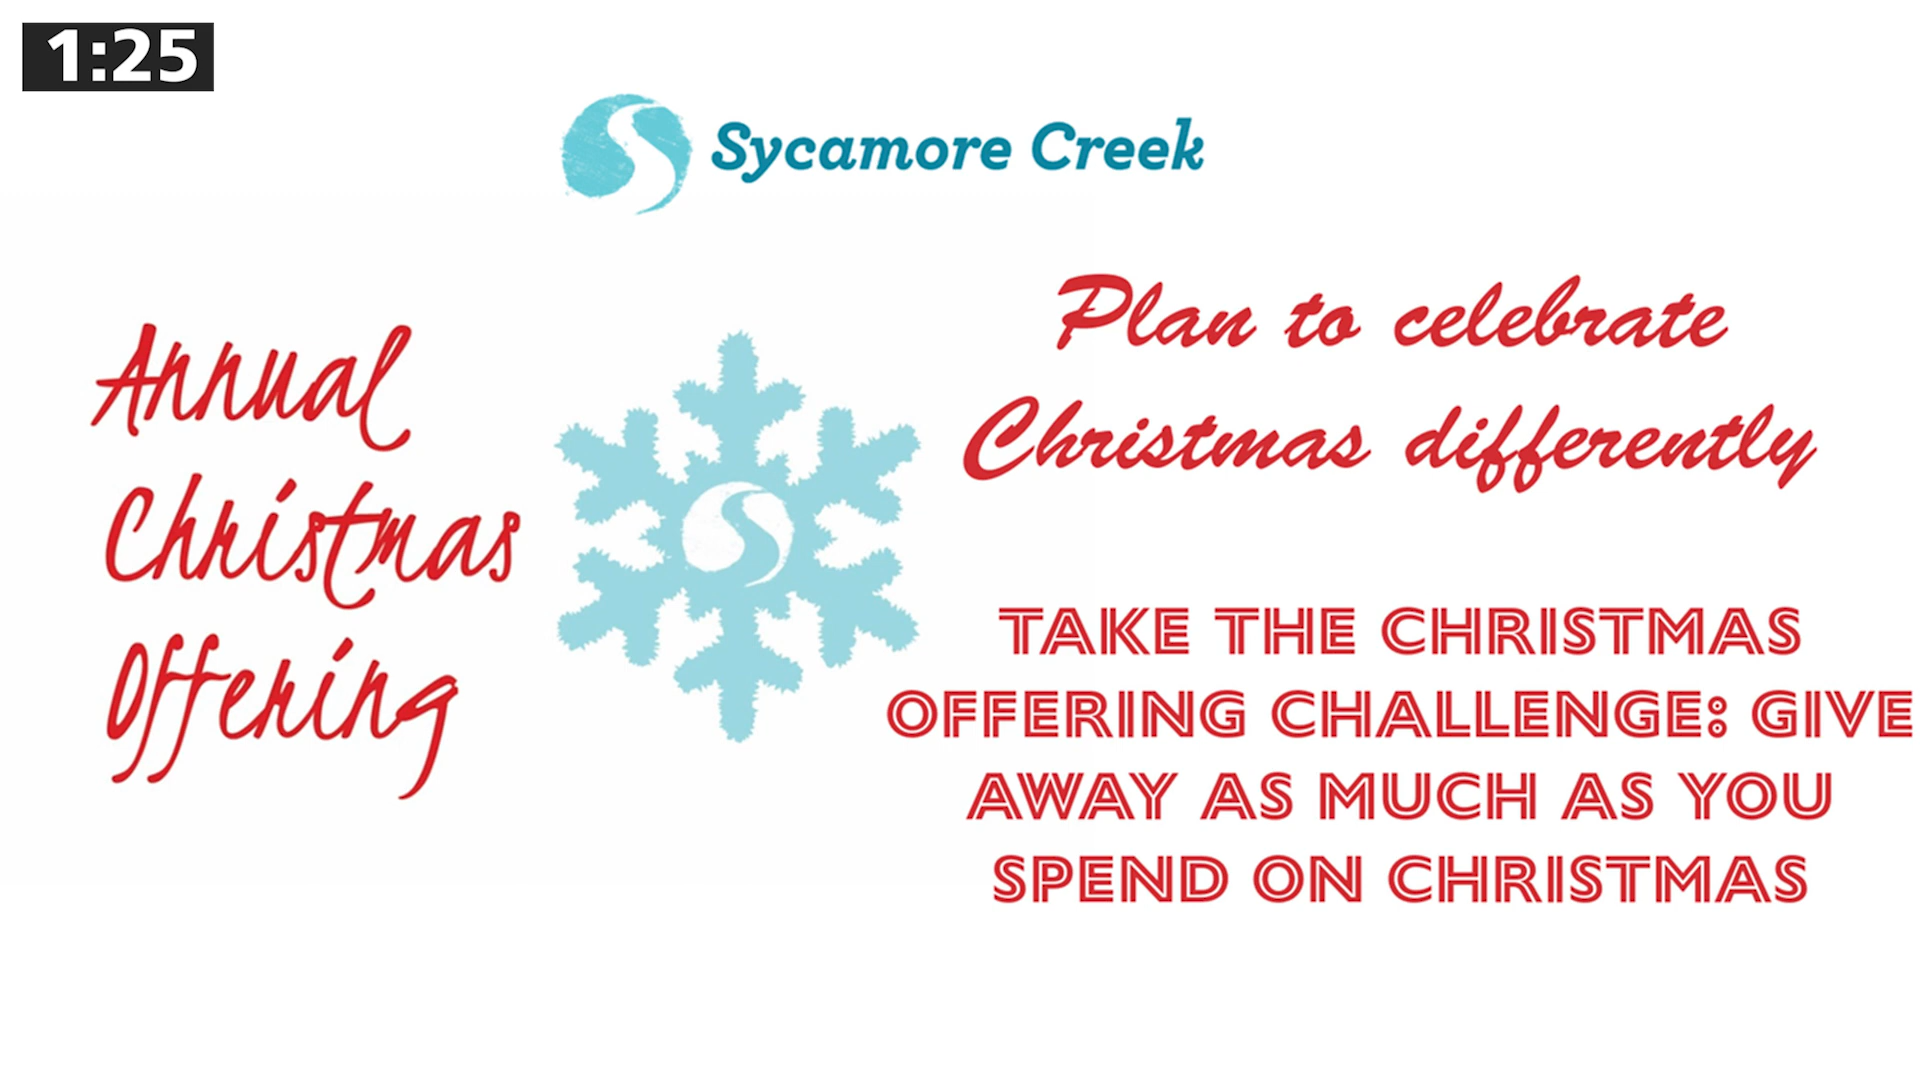 1:25
Sycamore Creek
Annual
Christmas
Offering
Plan to celebrate
Christmas differently
TAKE THE CHRISTMAS
OFFERING CHALLENGE: GIVE
AWAY AS MUCH AS YOU
SPEND ON CHRISTMAS